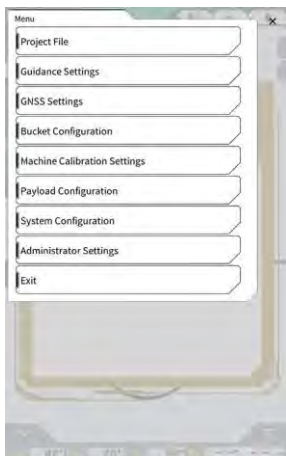 Menu
Project File
Guidance Settings
GNSS Settings
Bucket Configuration
Machine Calibration Settings
Payload Configuration
System Configuration
Administrator Settings
Exit